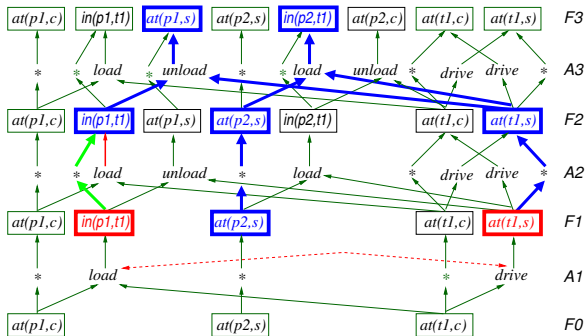 at(p1,c) in(p1,t1) at(p1,s) at(p2,s) in(p2,t1) at(p2,c) at(t1,c) at(t1,s) F3
* * load * unload * * load unload * drive drive * A3
at(p1,c) in(p1,t1) at(p1,s) at(p2,s) in(p2,t1) at(t1,c) at(t1,s) F2
* * load unload * load * drive drive * A2
at(p1,c) in(p1,t1) at(p2,s) at(t1,c) at(t1,s) F1
* load * * drive A1
at(p1,c) at(p2,s) at(t1,c) F0